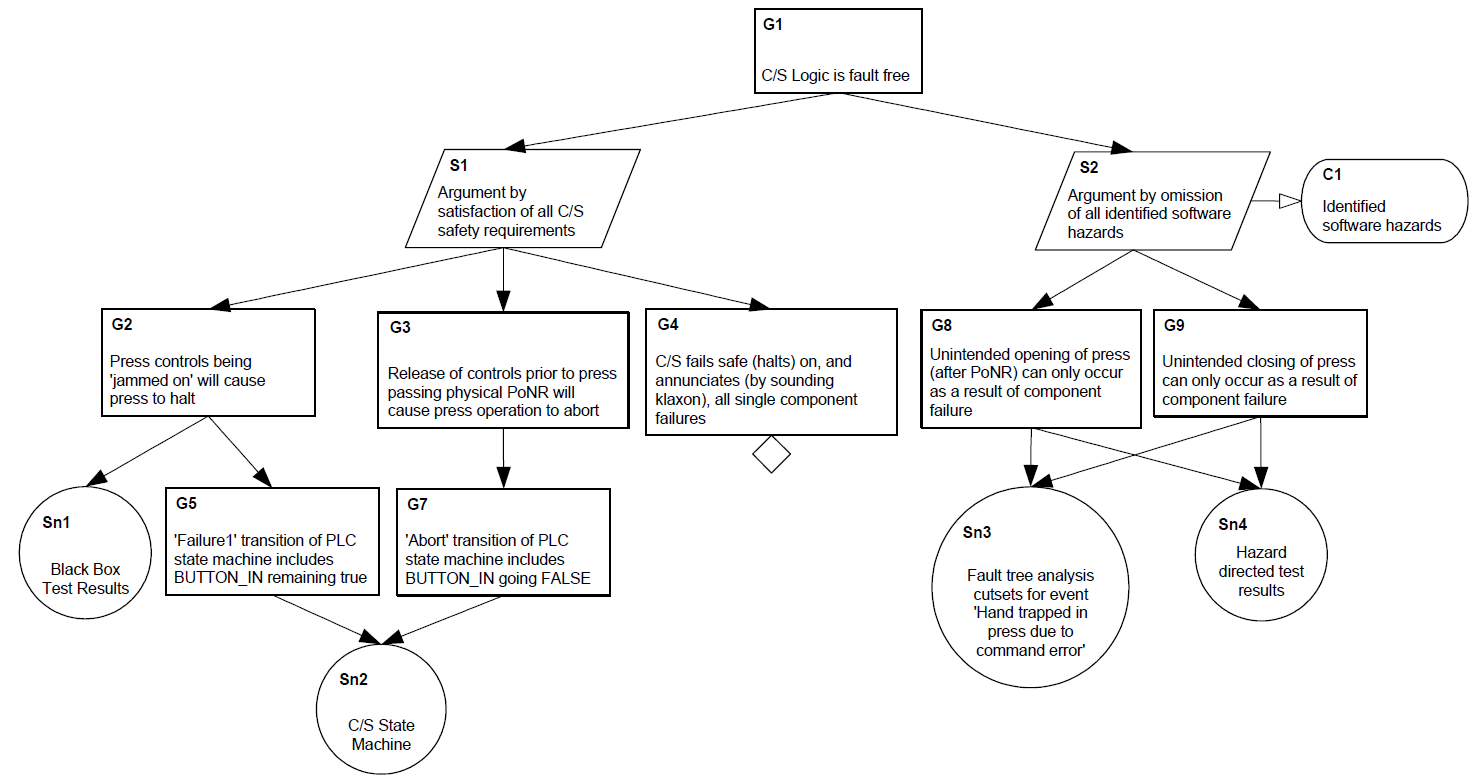 G1
C/S Logic is fault free
S1
Argument by
satisfaction of all C/S
safety requirements
S2
Argument by omission
of all identified software
hazards
C1
Identified
software hazards
G2
Press controls being
'jammed on' will cause
press to halt
G3
Release of controls prior to press
passing physical PoNR will
cause press operation to abort
G4
C/S fails safe (halts) on, and
annunciates (by sounding
klaxon), all single component
failures
G8
Unintended opening of press
(after PoNR) can only occur
as a result of component
failure
G9
Unintended closing of press
can only occur as a result of
component failure
Sn1
Black Box
Test Results
G5
'Failure1' transition of PLC
state machine includes
BUTTON_IN remaining true
G7
'Abort' transition of PLC
state machine includes
BUTTON_IN going FALSE
Sn3
Fault tree analysis
cutsets for event
'Hand trapped in
press due to
command error'
Sn4
Hazard
directed test
results
Sn2
C/S State
Machine